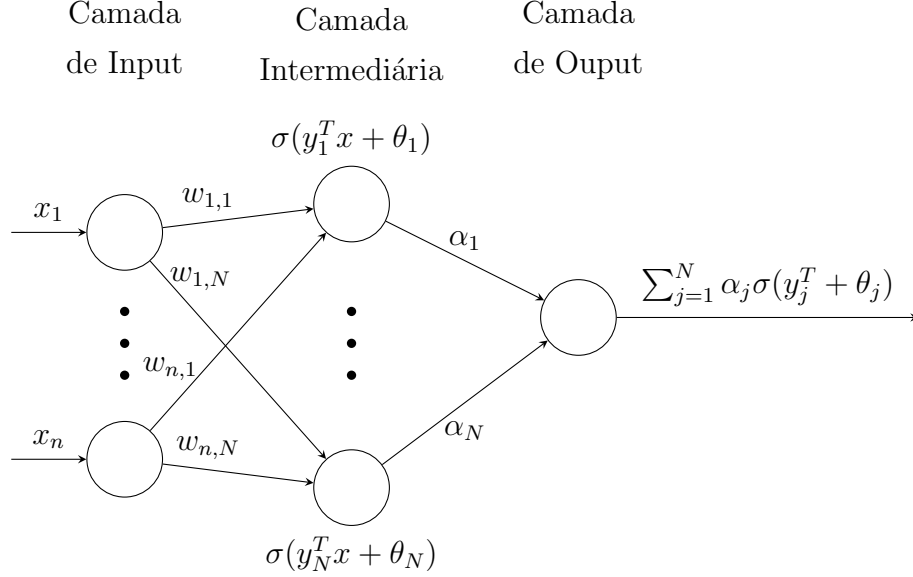 Camada
de Input
Camada
Intermediária
Camada
de Ouput
σ(y_1^T x + θ_1)
x_1
w_{1,1}
α_1
w_{1,N}
∑_{j=1}^N α_j σ(y_j^T + θ_j)
w_{n,1}
x_n
w_{n,N}
α_N
σ(y_N^T x + θ_N)